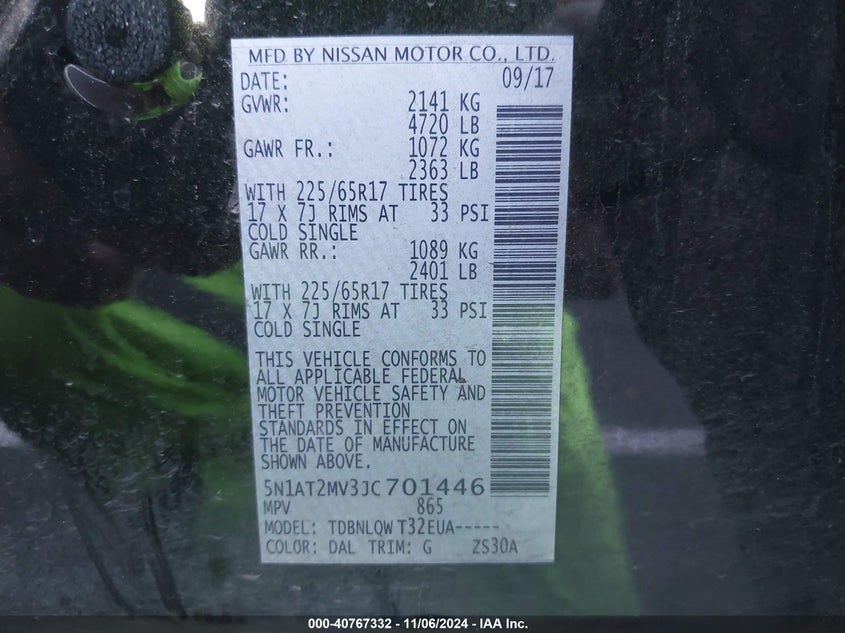 MFD BY NISSAN MOTOR CO., LTD.
DATE: 09/17
GVWR: 2141 KG
4720 LB
GAWR FR.: 1072 KG
2363 LB
WITH 225/65R17 TIRES
17 X 7J RIMS AT 33 PSI
COLD SINGLE
GAWR RR.: 1089 KG
2401 LB
WITH 225/65R17 TIRES
17 X 7J RIMS AT 33 PSI
COLD SINGLE
THIS VEHICLE CONFORMS TO
ALL APPLICABLE FEDERAL
MOTOR VEHICLE SAFETY AND
THEFT PREVENTION
STANDARDS IN EFFECT ON
THE DATE OF MANUFACTURE
SHOWN ABOVE.
5N1AT2MV3JC701446
MPV 865
MODEL: TDBNLQW T32EUA-----
COLOR: DAL TRIM: G ZS30A
000-40767332 - 11/06/2024 - IAA Inc.